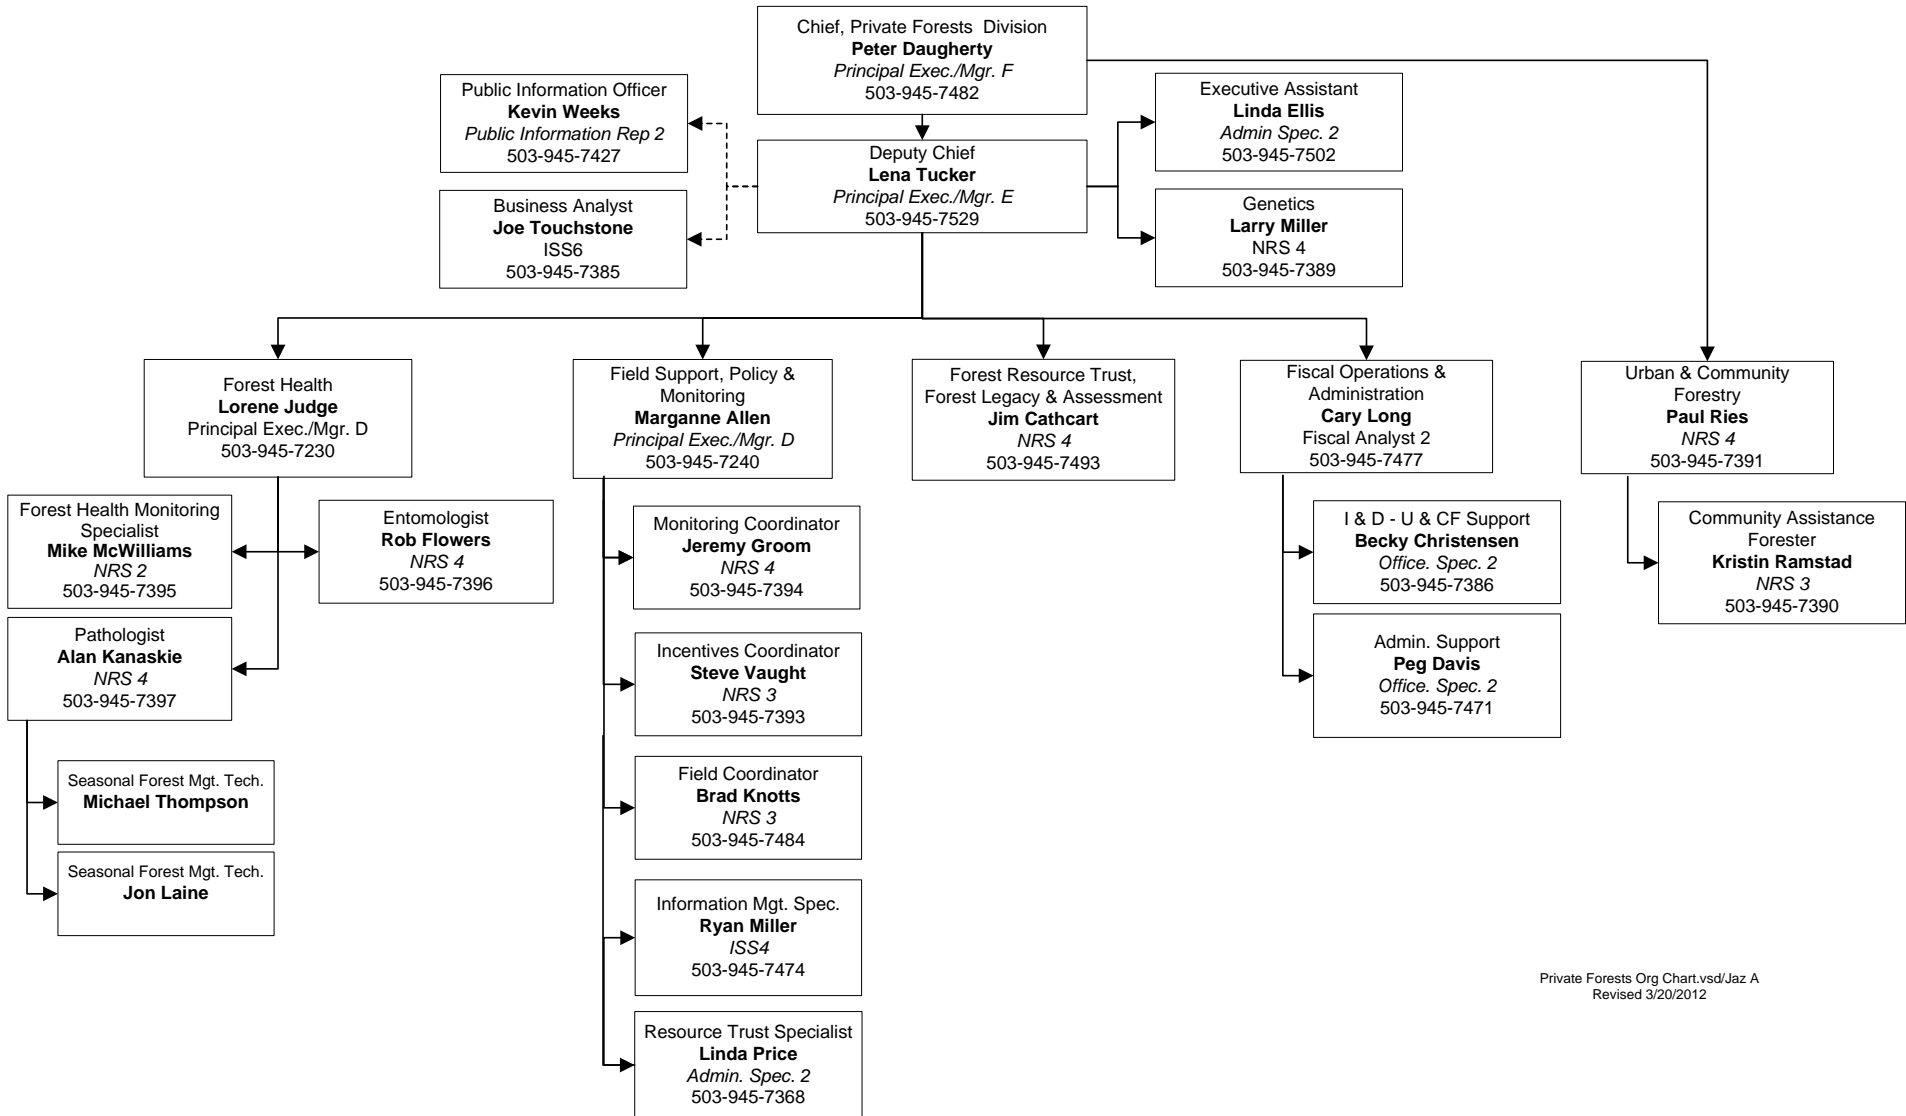 Chief, Private Forests Division
Peter Daugherty
Principal Exec./Mgr. F
503-945-7482
Public Information Officer
Kevin Weeks
Public Information Rep 2
503-945-7427
Executive Assistant
Linda Ellis
Admin Spec. 2
503-945-7502
Deputy Chief
Lena Tucker
Principal Exec./Mgr. E
503-945-7529
Business Analyst
Joe Touchstone
ISS6
503-945-7385
Genetics
Larry Miller
NRS 4
503-945-7389
Forest Health
Lorene Judge
Principal Exec./Mgr. D
503-945-7230
Field Support, Policy &
Monitoring
Marganne Allen
Principal Exec./Mgr. D
503-945-7240
Forest Resource Trust,
Forest Legacy & Assessment
Jim Cathcart
NRS 4
503-945-7493
Fiscal Operations &
Administration
Cary Long
Fiscal Analyst 2
503-945-7477
Urban & Community
Forestry
Paul Ries
NRS 4
503-945-7391
Forest Health Monitoring
Specialist
Mike McWilliams
NRS 2
503-945-7395
Entomologist
Rob Flowers
NRS 4
503-945-7396
Pathologist
Alan Kanaskie
NRS 4
503-945-7397
Seasonal Forest Mgt. Tech.
Michael Thompson
Seasonal Forest Mgt. Tech.
Jon Laine
Monitoring Coordinator
Jeremy Groom
NRS 4
503-945-7394
Incentives Coordinator
Steve Vaught
NRS 3
503-945-7393
Field Coordinator
Brad Knotts
NRS 3
503-945-7484
Information Mgt. Spec.
Ryan Miller
ISS4
503-945-7474
Resource Trust Specialist
Linda Price
Admin. Spec. 2
503-945-7368
I & D - U & CF Support
Becky Christensen
Office. Spec. 2
503-945-7386
Admin. Support
Peg Davis
Office. Spec. 2
503-945-7471
Community Assistance
Forester
Kristin Ramstad
NRS 3
503-945-7390
Private Forests Org Chart.vsd/Jaz A
Revised 3/20/2012